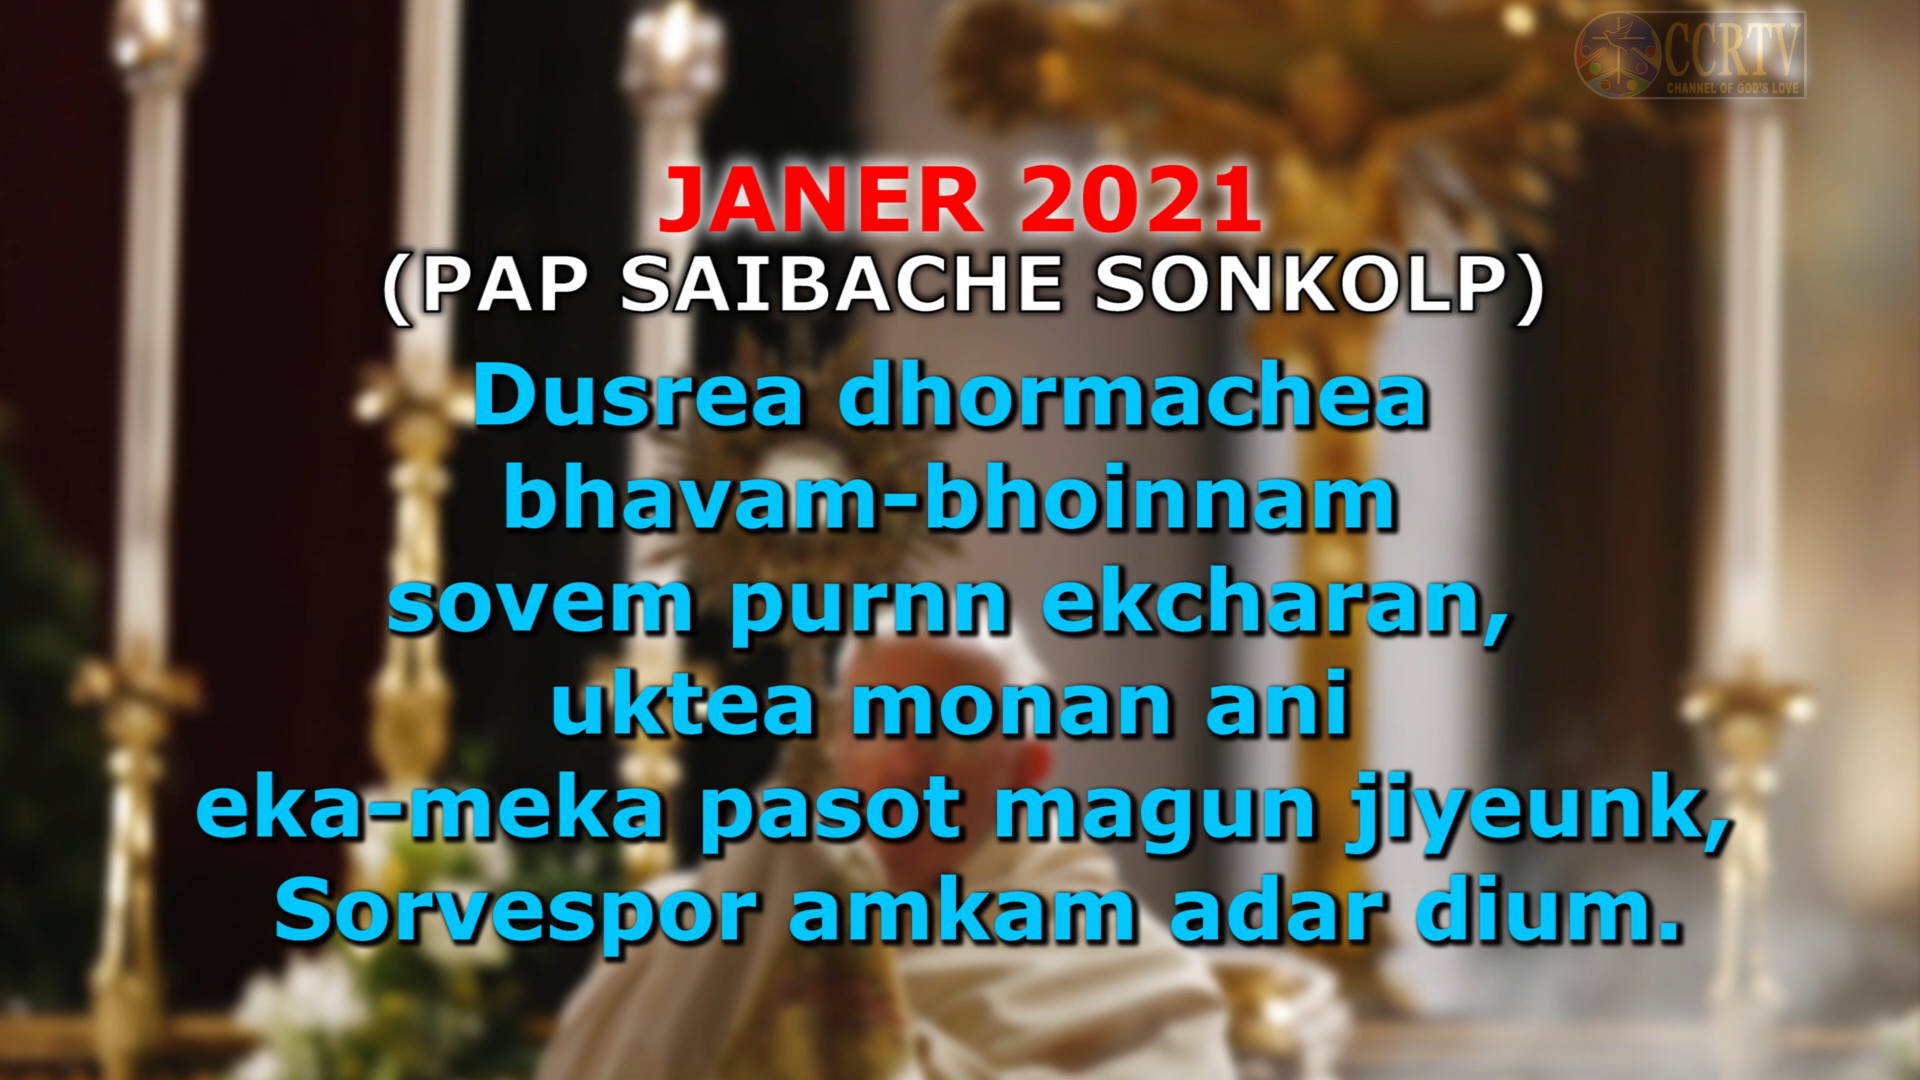 CCRTV
CHANNEL OF GOD'S LOVE
JANER 2021
(PAP SAIBACHE SONKOLP)
Dusrea dhormachea
bhavam-bhoinnam
sovem purnn ekcharan,
uktea monan ani
eka-meka pasot magun jiyeunk,
Sorvespor amkam adar dium.